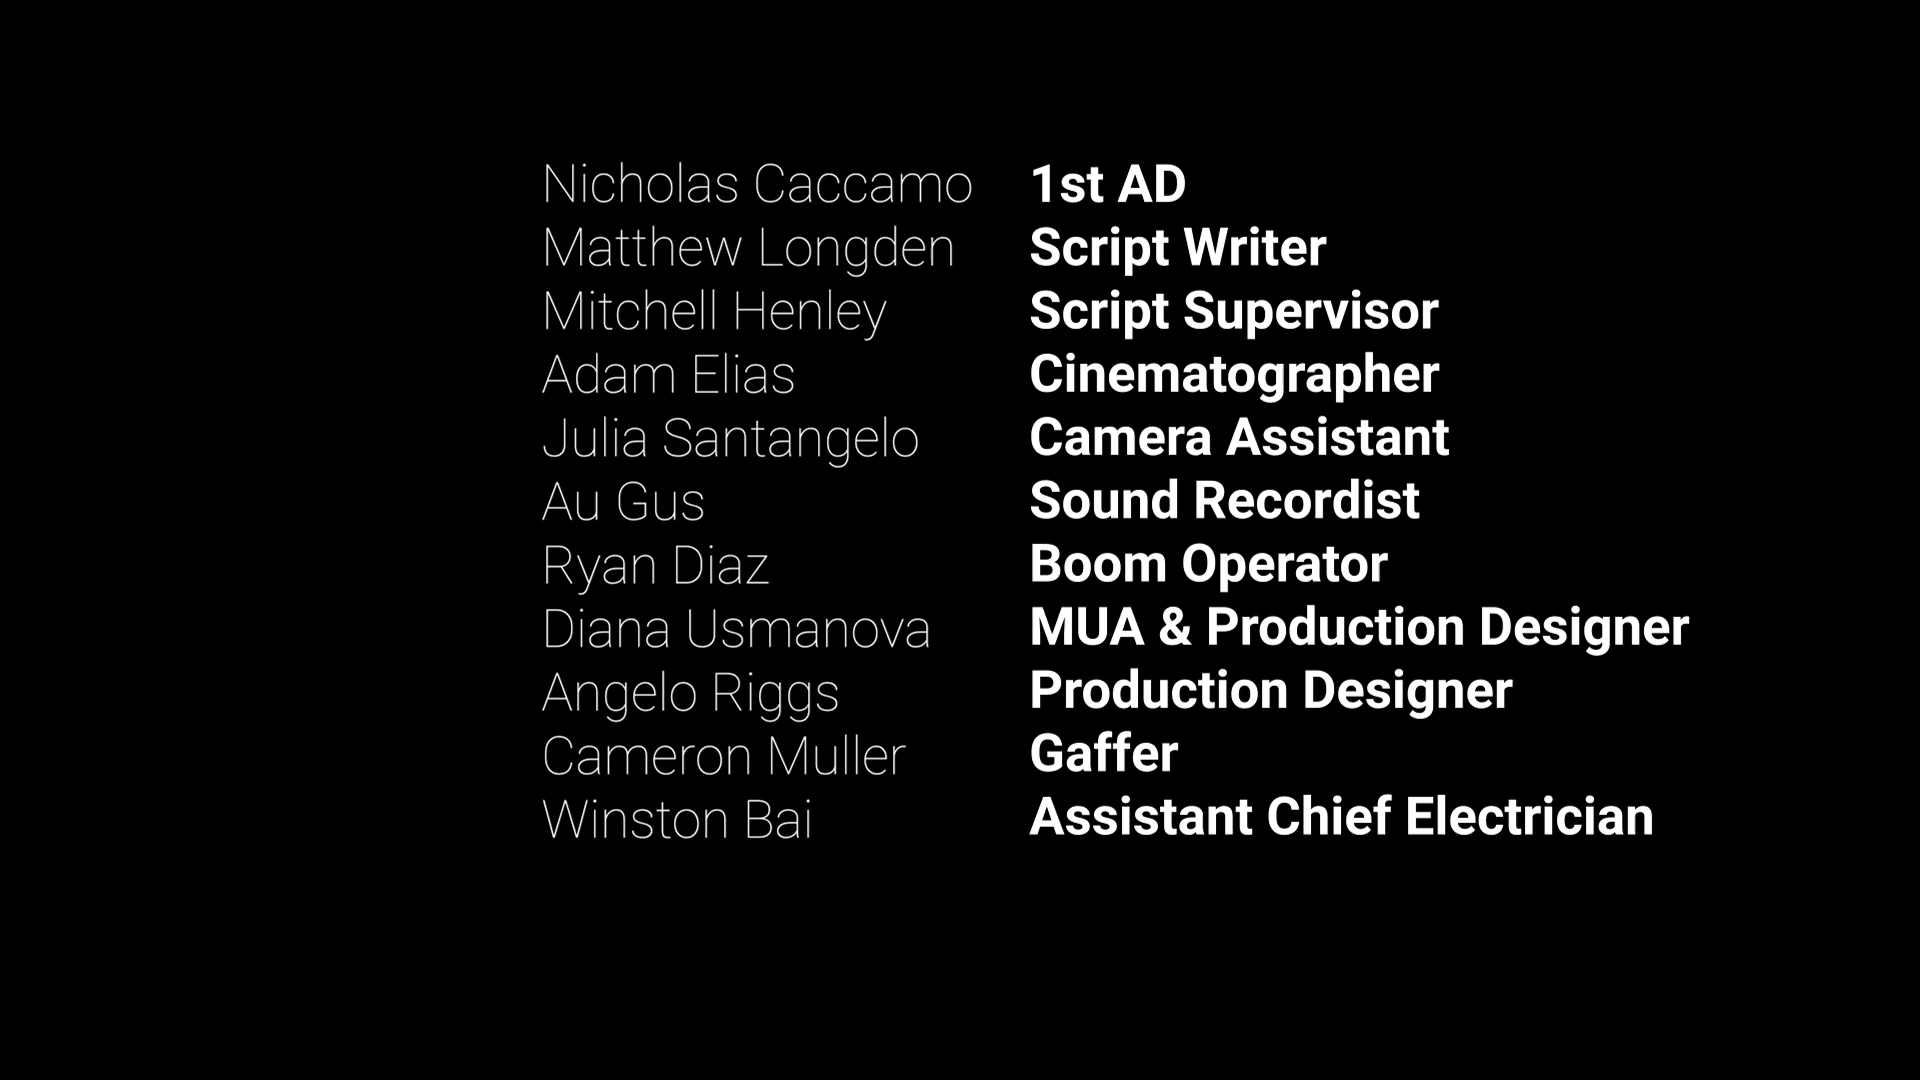 Nicholas Caccamo 1st AD
Matthew Longden Script Writer
Mitchell Henley Script Supervisor
Adam Elias Cinematographer
Julia Santangelo Camera Assistant
Au Gus Sound Recordist
Ryan Diaz Boom Operator
Diana Usmanova MUA & Production Designer
Angelo Riggs Production Designer
Cameron Muller Gaffer
Winston Bai Assistant Chief Electrician